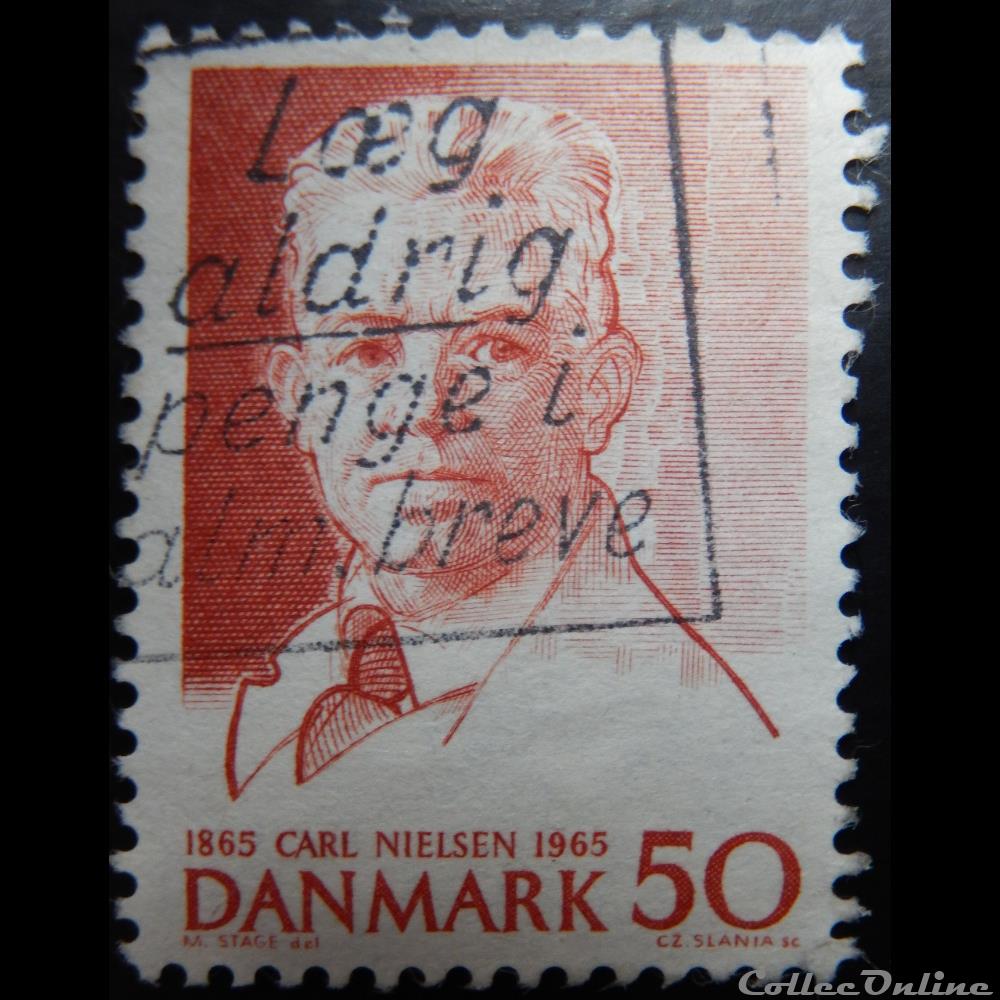 Læg
aldrig
penge i
alm. breve
1865 CARL NIELSEN 1965
DANMARK 50
M. STAGE del
CZ. SLANIA sc
ColleeOnline